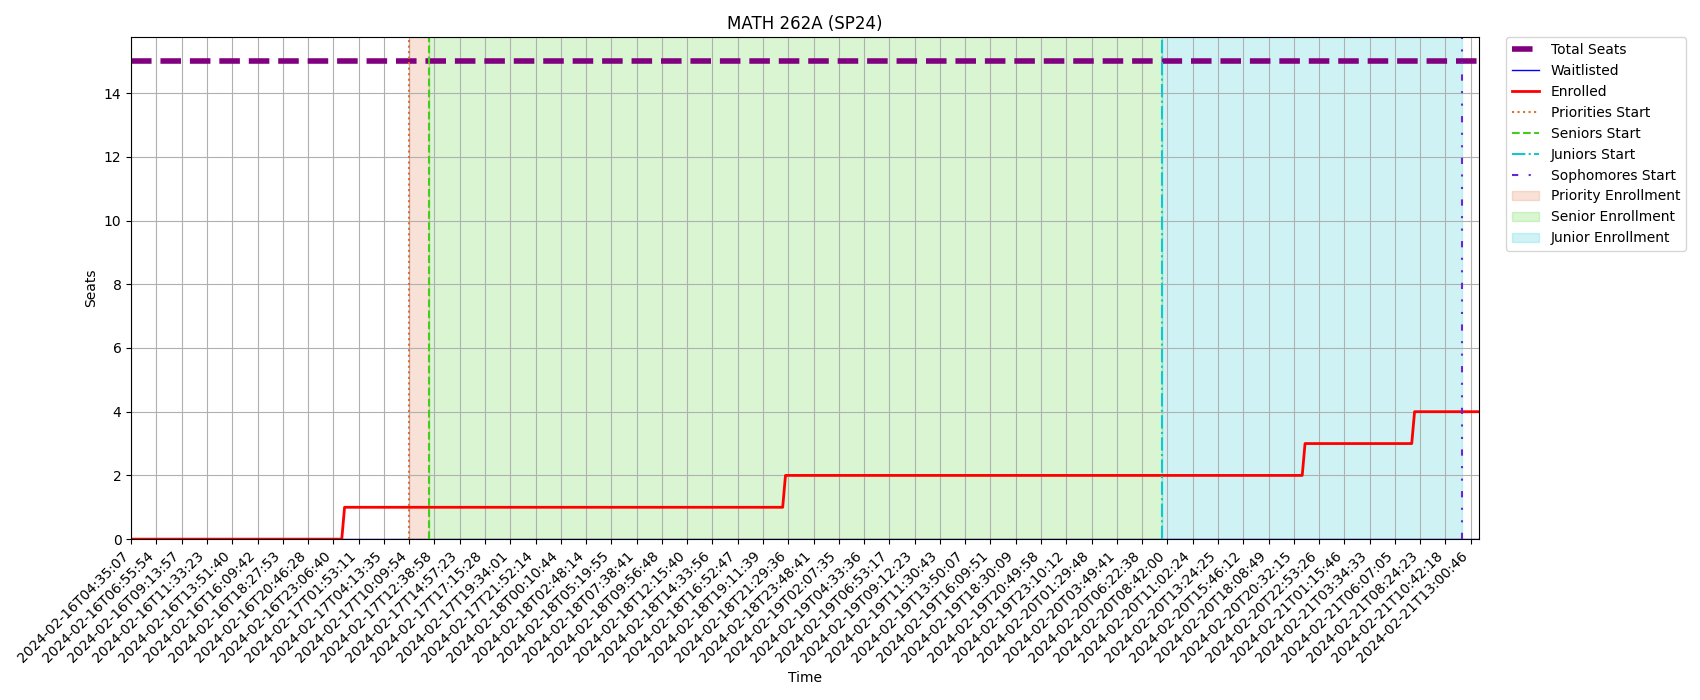 MATH 262A (SP24)
Total Seats
Waitlisted
Enrolled
Priorities Start
Seniors Start
Juniors Start
Sophomores Start
Priority Enrollment
Senior Enrollment
Junior Enrollment
Seats
14
12
10
8
6
4
2
0
2024-02-16T04:35:07
2024-02-16T06:55:54
2024-02-16T09:13:57
2024-02-16T11:33:23
2024-02-16T13:51:40
2024-02-16T16:09:42
2024-02-16T18:27:53
2024-02-16T20:46:28
2024-02-16T23:06:40
2024-02-17T01:53:11
2024-02-17T04:13:35
2024-02-17T10:09:54
2024-02-17T12:38:58
2024-02-17T14:57:23
2024-02-17T17:15:28
2024-02-17T19:34:01
2024-02-17T21:52:14
2024-02-18T00:10:44
2024-02-18T02:48:14
2024-02-18T05:19:55
2024-02-18T07:38:41
2024-02-18T09:56:48
2024-02-18T12:15:40
2024-02-18T14:33:56
2024-02-18T16:52:47
2024-02-18T19:11:39
2024-02-18T21:29:36
2024-02-18T23:48:41
2024-02-19T02:07:35
2024-02-19T04:33:36
2024-02-19T06:53:17
2024-02-19T09:12:23
2024-02-19T11:30:43
2024-02-19T13:50:07
2024-02-19T16:09:51
2024-02-19T18:30:09
2024-02-19T20:49:58
2024-02-19T23:10:12
2024-02-20T01:29:48
2024-02-20T03:49:41
2024-02-20T06:22:38
2024-02-20T08:42:00
2024-02-20T11:02:24
2024-02-20T13:24:25
2024-02-20T15:46:12
2024-02-20T18:08:49
2024-02-20T20:32:15
2024-02-20T22:53:26
2024-02-21T01:15:46
2024-02-21T03:34:33
2024-02-21T06:07:05
2024-02-21T08:24:23
2024-02-21T10:42:18
2024-02-21T13:00:46
Time